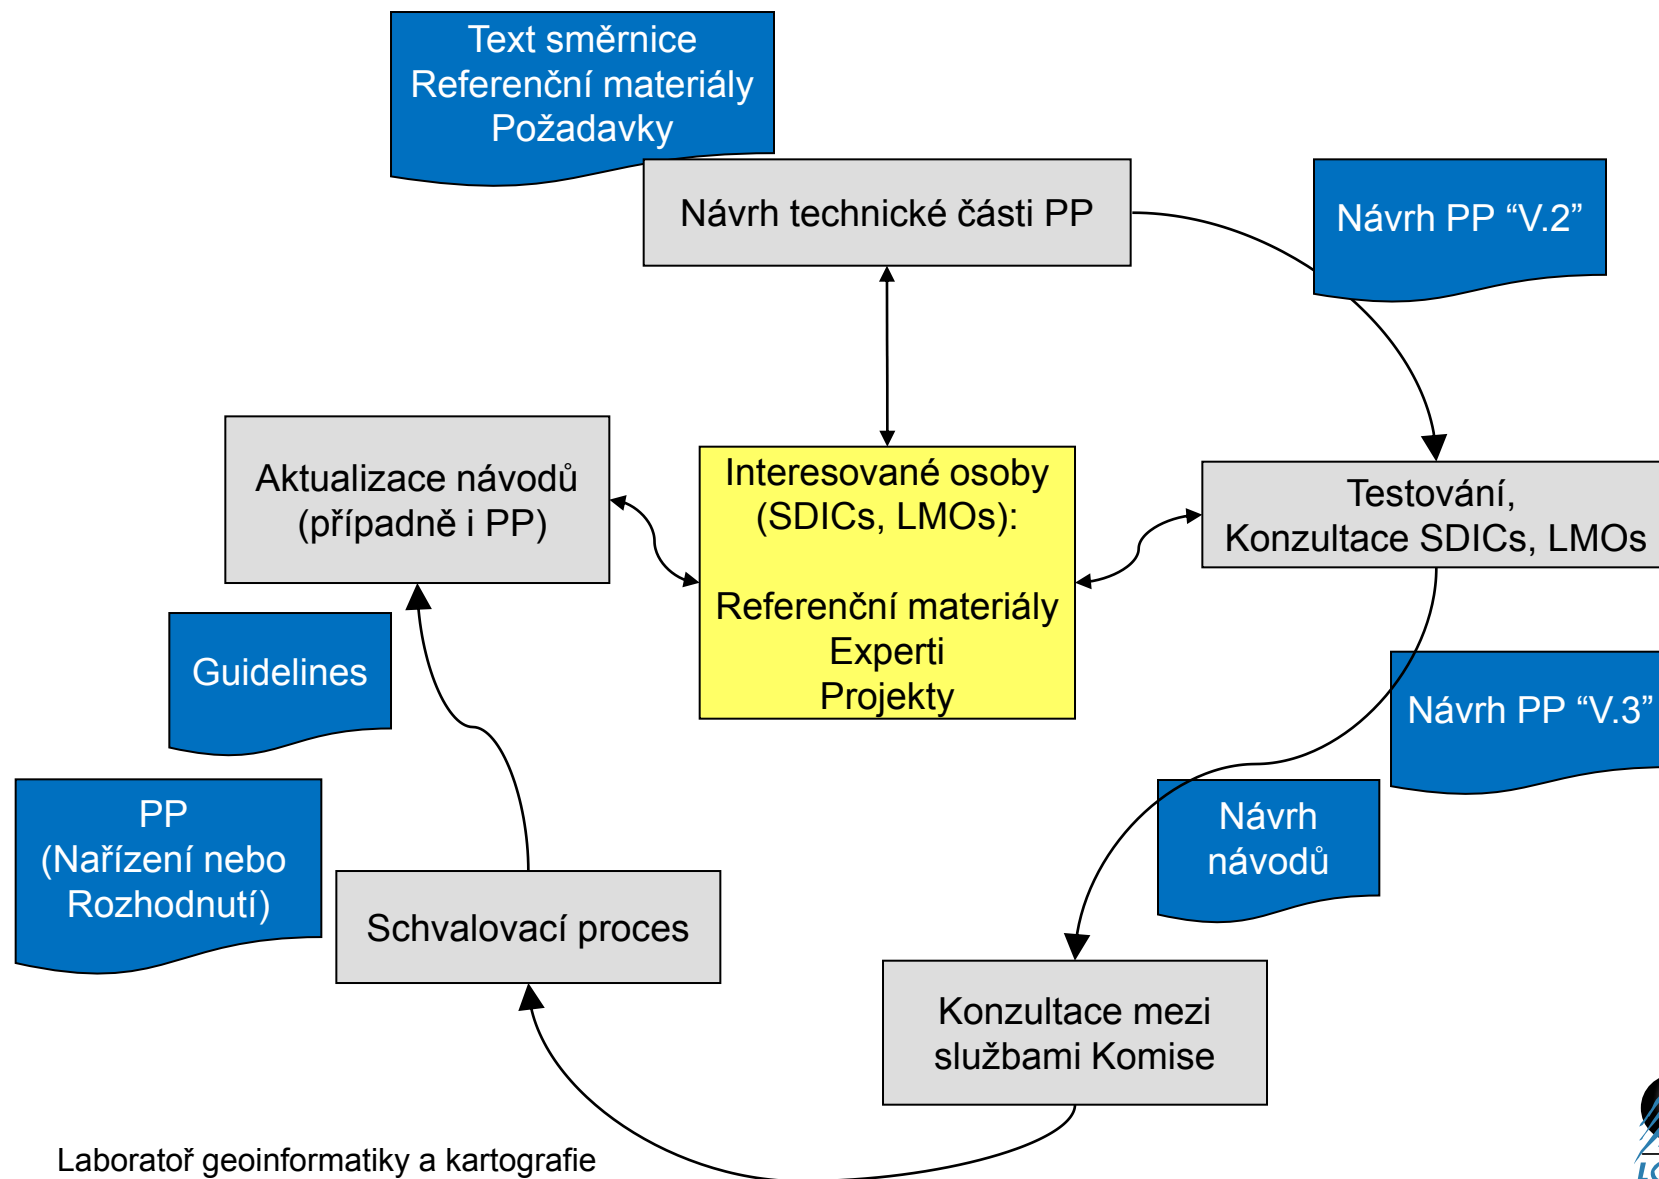 Text směrnice
Referenční materiály
Požadavky
Návrh technické části PP
Návrh PP “V.2”
Aktualizace návodů
(případně i PP)
Interesované osoby
(SDICs, LMOs):
Referenční materiály
Experti
Projekty
Testování,
Konzultace SDICs, LMOs
Guidelines
Návrh PP “V.3”
PP
(Nařízení nebo
Rozhodnutí)
Návrh
návodů
Schvalovací proces
Konzultace mezi
službami Komise
Laboratoř geoinformatiky a kartografie